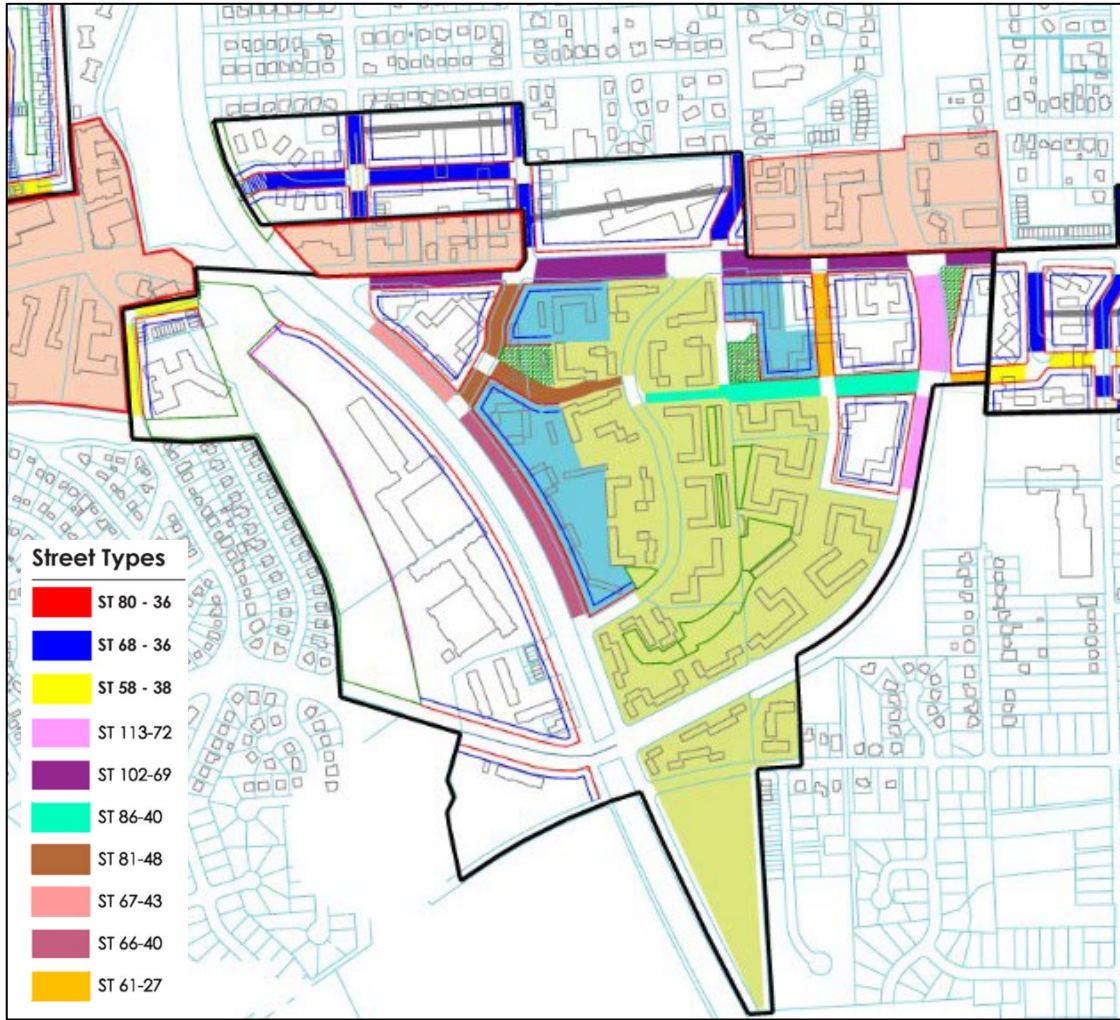 Street Types
ST 80 - 36
ST 68 - 36
ST 58 - 38
ST 113-72
ST 102-69
ST 86-40
ST 81-48
ST 67-43
ST 66-40
ST 61-27